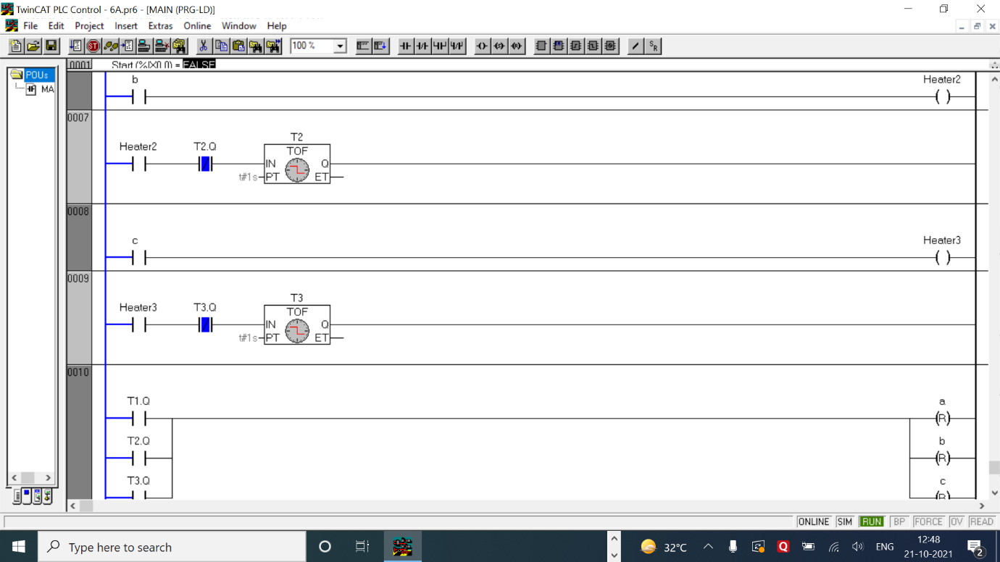 TwinCAT PLC Control - 6A.pr6 - [MAIN (PRG-LD)]
File Edit Project Insert Extras Online Window Help
100 %
0001 Start (%IX0.0) = FALSE
POUs
MA
b Heater2
0007
T2
Heater2 T2.Q TOF
IN Q
t#1s PT ET
0008
c Heater3
0009
T3
Heater3 T3.Q TOF
IN Q
t#1s PT ET
0010
T1.Q a
(R)
T2.Q b
(R)
T3.Q c
(R)
ONLINE SIM RUN BP FORCE OV READ
Type here to search
32°C ENG 12:48
21-10-2021
2